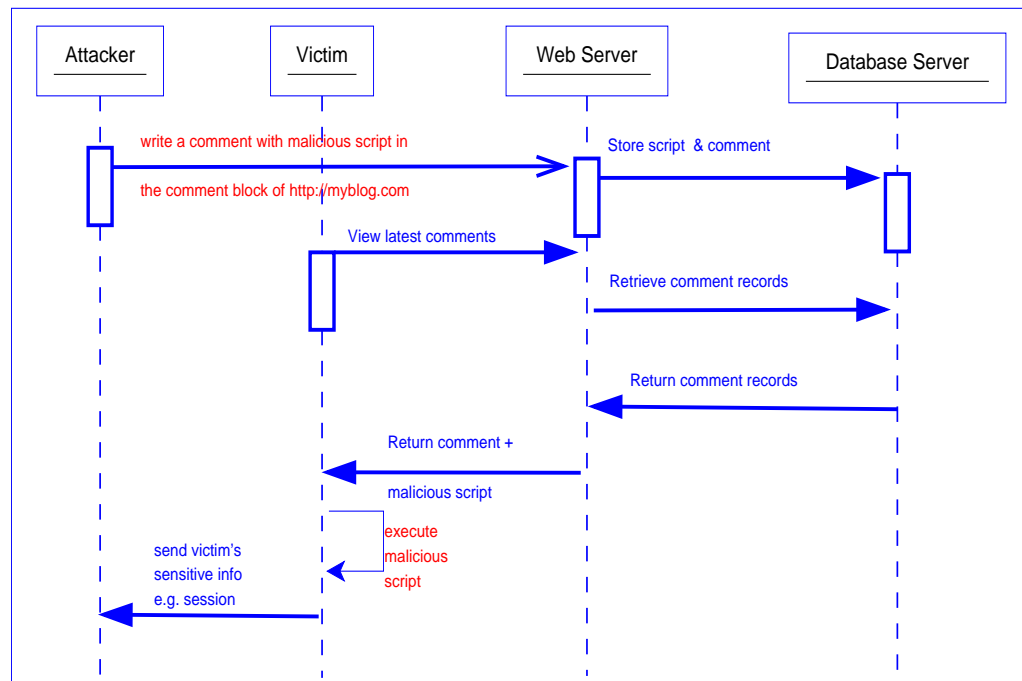 Attacker
Victim
Web Server
Database Server
write a comment with malicious script in
the comment block of http://myblog.com
Store script & comment
View latest comments
Retrieve comment records
Return comment records
Return comment +
malicious script
execute
malicious
script
send victim's
sensitive info
e.g. session